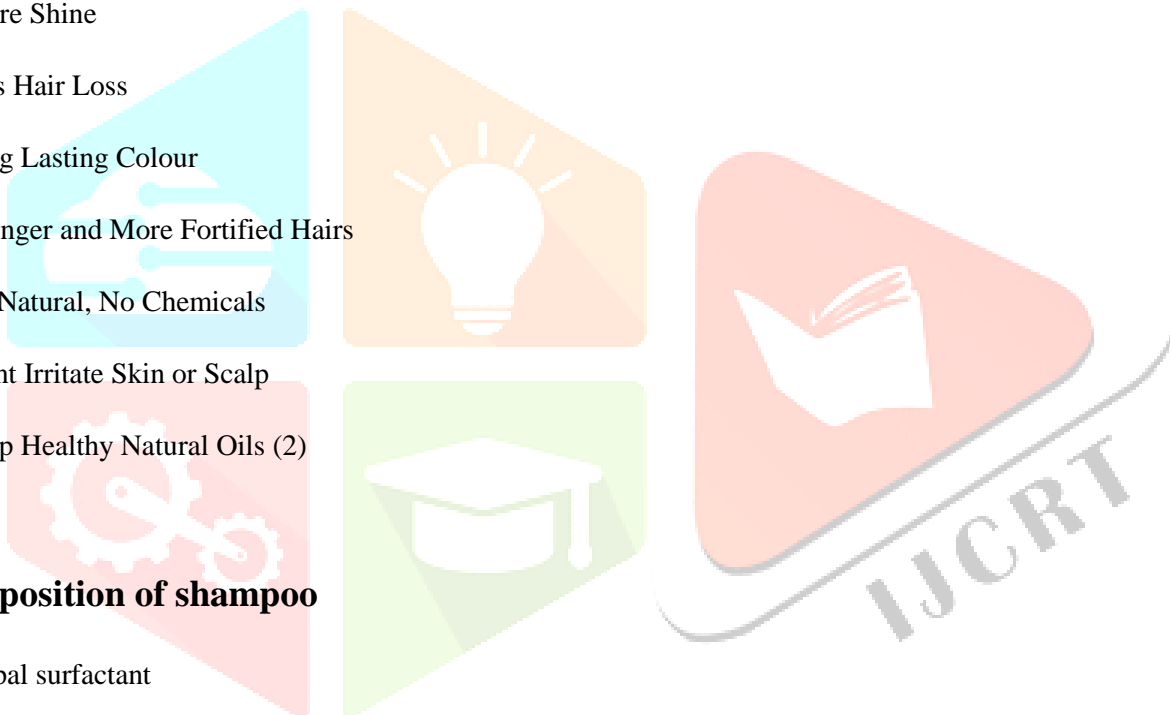 re Shine
s Hair Loss
g Lasting Colour
nger and More Fortified Hairs
Natural, No Chemicals
nt Irritate Skin or Scalp
p Healthy Natural Oils (2)
position of shampoo
pal surfactant
IJCRT